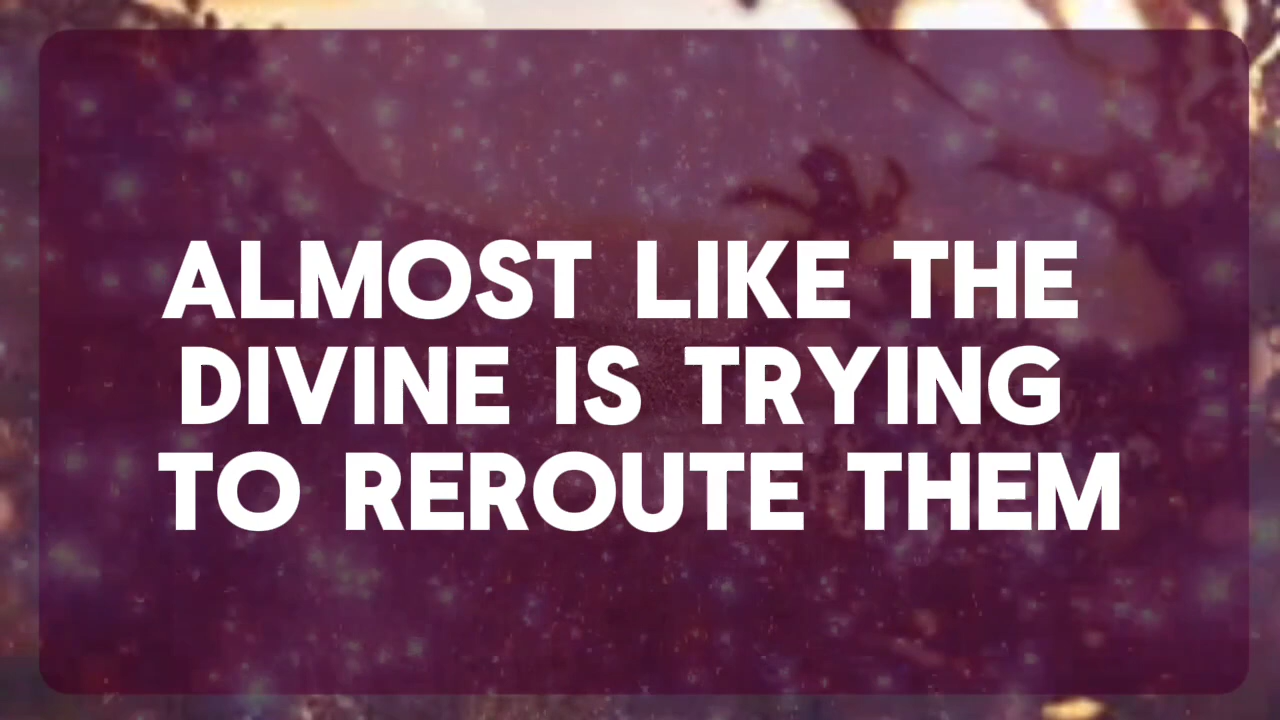 ALMOST LIKE THE
DIVINE IS TRYING
TO REROUTE THEM